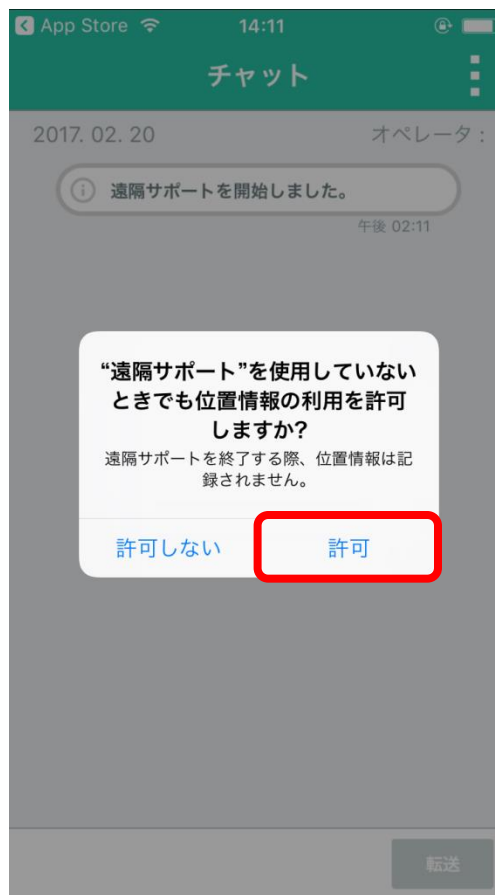 App Store 14:11
チャット
2017. 02. 20 オペレータ :
遠隔サポートを開始しました。
午後 02:11
“遠隔サポート”を使用していない
ときでも位置情報の利用を許可
しますか?
遠隔サポートを終了する際、位置情報は記
録されません。
許可しない 許可
転送